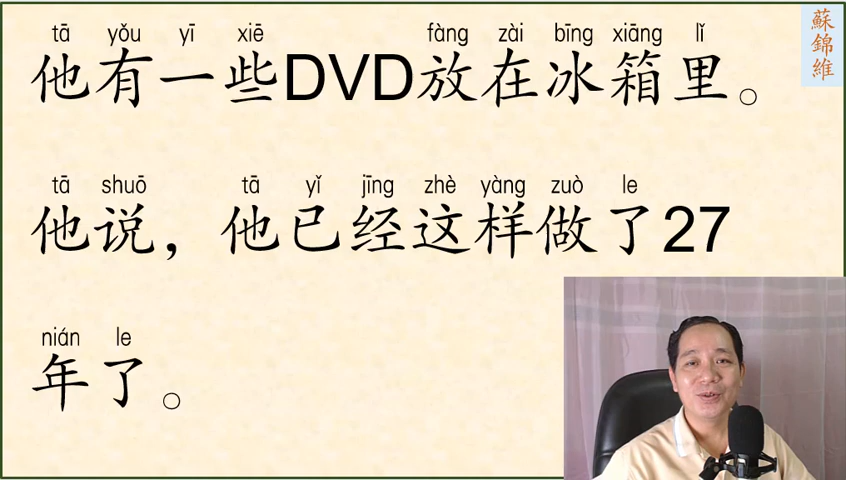 tā yǒu yī xiē fàng zài bīng xiāng lǐ
他有一些DVD放在冰箱里。
tā shuō tā yǐ jīng zhè yàng zuò le
他说，他已经这样做了27
nián le
年了。
蘇錦維